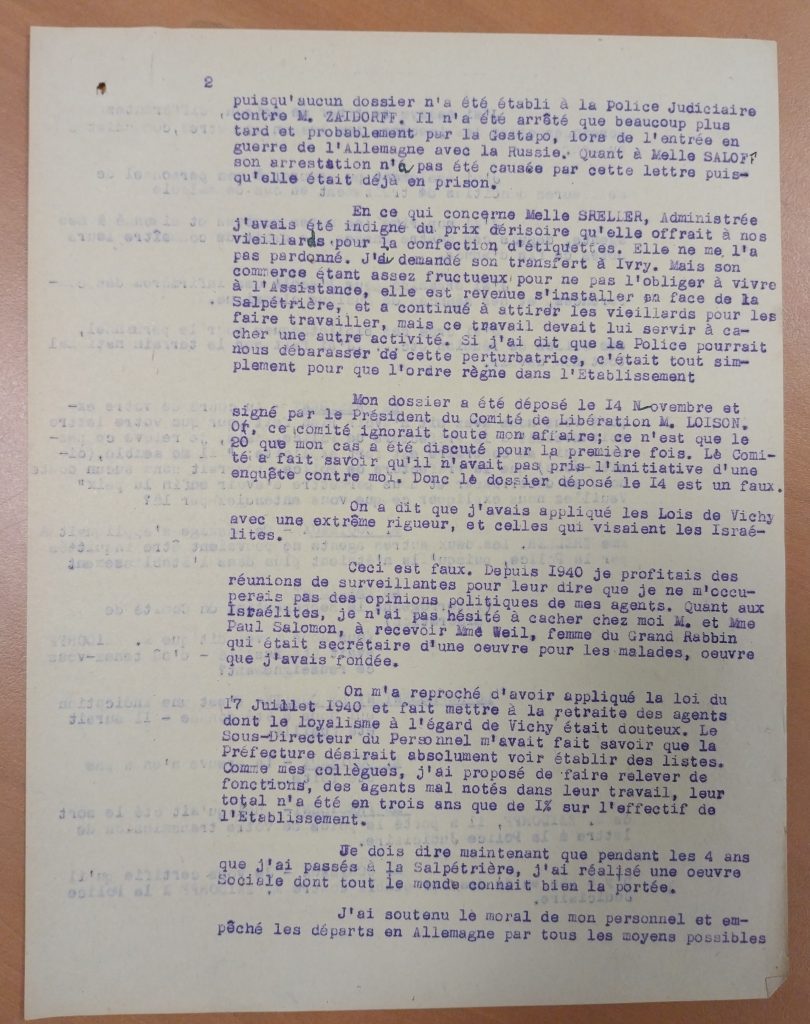 2
puisqu'aucun dossier n'a été établi à la Police Judiciaire
contre M. ZAIDORFF. Il n'a été arrêté que beaucoup plus
tard et probablement par la Gestapo, lors de l'entrée en
guerre de l'Allemagne avec la Russie. Quant à Melle SALOFF
son arrestation n'a pas été causée par cette lettre puis-
qu'elle était déjà en prison.
En ce qui concerne Melle SRELLER, Administrée
j'avais été indigné du prix dérisoire qu'elle offrait à nos
vieillards pour la confection d'étiquettes. Elle ne me l'a
pas pardonné. J'ai demandé son transfert à Ivry. Mais son
commerce étant assez fructueux pour ne pas l'obliger à vivre
à l'Assistance, elle est revenue s'installer en face de la
Salpétrière, et a continué à attirer les vieillards pour les
faire travailler, mais ce travail devait lui servir à ca-
cher une autre activité. Si j'ai dit que la Police pourrait
nous débarasser de cette perturbatrice, c'était tout sim-
plement pour que l'ordre règne dans l'Etablissement
Mon dossier a été déposé le I4 Novembre et
signé par le Président du Comité de Libération M. LOISON.
Or, ce comité ignorait toute mon affaire; ce n'est que le
20 que mon cas a été discuté pour la première fois. Le Comi-
té a fait savoir qu'il n'avait pas pris l'initiative d'une
enquête contre moi. Donc le dossier déposé le I4 est un faux.
On a dit que j'avais appliqué les Lois de Vichy
avec une extrême rigueur, et celles qui visaient les Israé-
lites.
Ceci est faux. Depuis I940 je profitais des
réunions de surveillantes pour leur dire que je ne m'occu-
perais pas des opinions politiques de mes agents. Quant aux
Israélites, je n'ai pas hésité à cacher chez moi M. et Mme
Paul Salomon, à recevoir Mme Weil, femme du Grand Rabbin
qui était secrétaire d'une oeuvre pour les malades, oeuvre
que j'avais fondée.
On m'a reproché d'avoir appliqué la loi du
I7 Juillet I940 et fait mettre à la retraite des agents
dont le loyalisme à l'égard de Vichy était douteux. Le
Sous-Directeur du Personnel m'avait fait savoir que la
Préfecture désirait absolument voir établir des listes.
Comme mes collègues, j'ai proposé de faire relever de
fonctions, des agents mal notés dans leur travail, leur
total n'a été en trois ans que de I% sur l'effectif de
l'Etablissement.
Je dois dire maintenant que pendant les 4 ans
que j'ai passés à la Salpétrière, j'ai réalisé une oeuvre
Sociale dont tout le monde connait bien la portée.
J'ai soutenu le moral de mon personnel et em-
pêché les départs en Allemagne par tous les moyens possibles